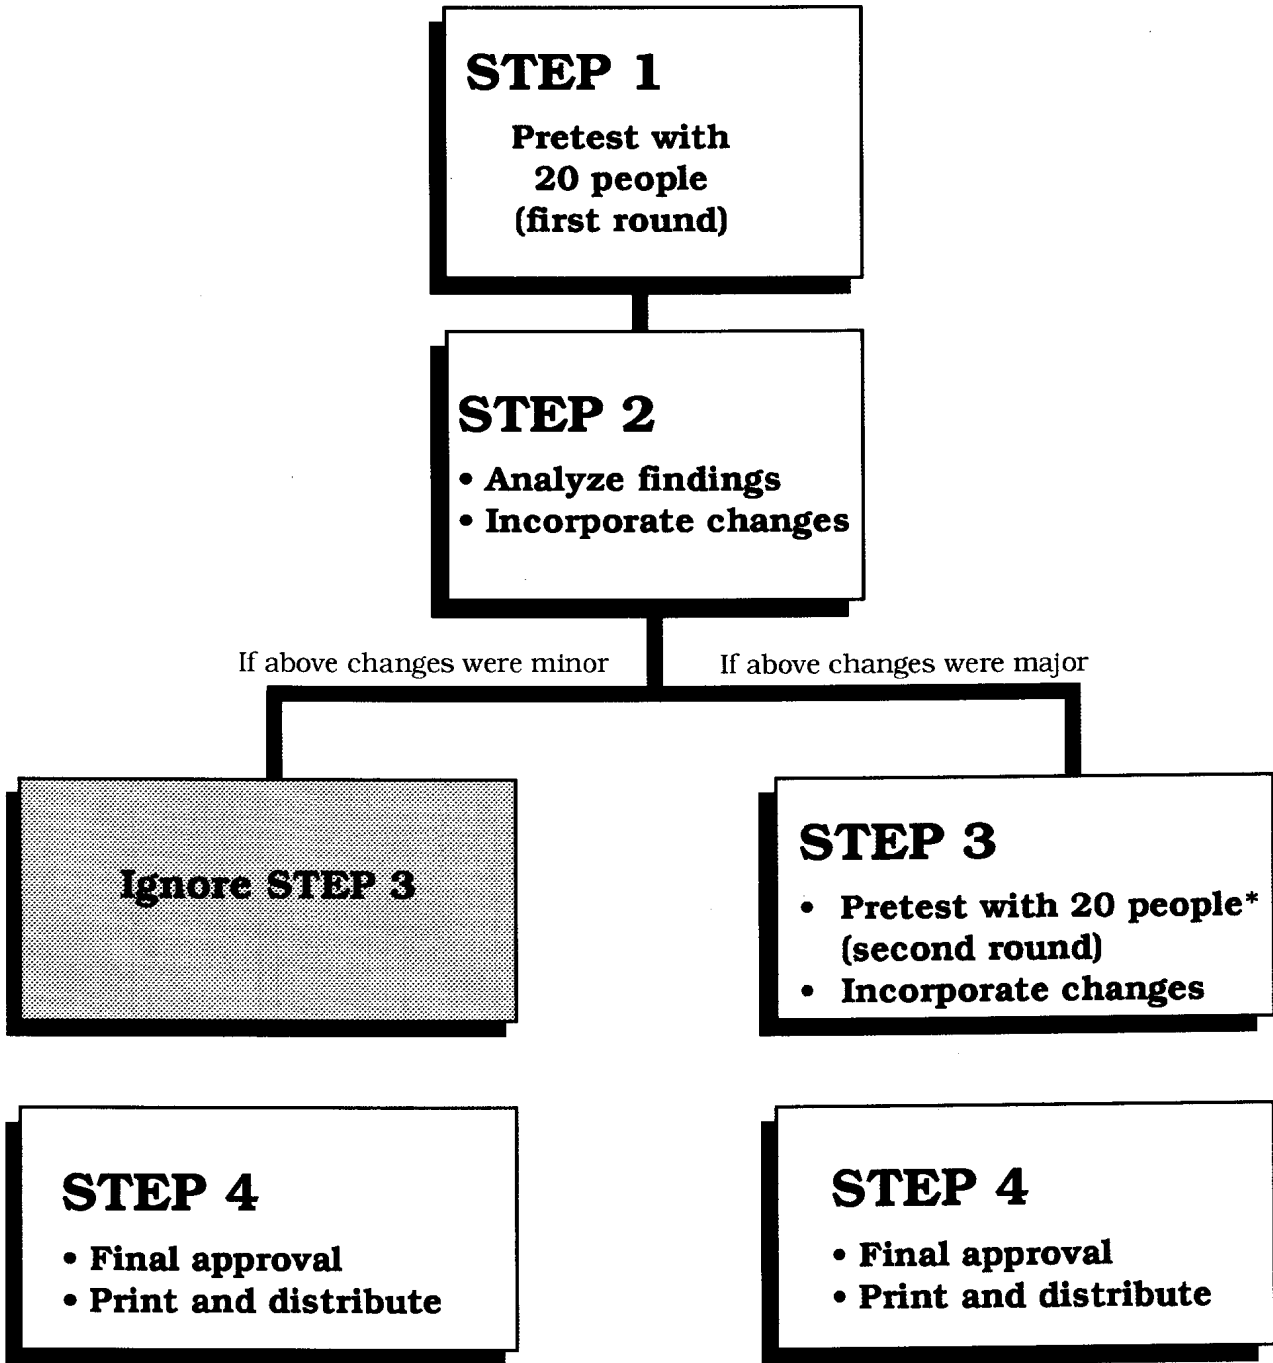 STEP 1
Pretest with
20 people
(first round)
STEP 2
• Analyze findings
• Incorporate changes
If above changes were minor
If above changes were major
Ignore STEP 3
STEP 3
• Pretest with 20 people*
(second round)
• Incorporate changes
STEP 4
• Final approval
• Print and distribute
STEP 4
• Final approval
• Print and distribute